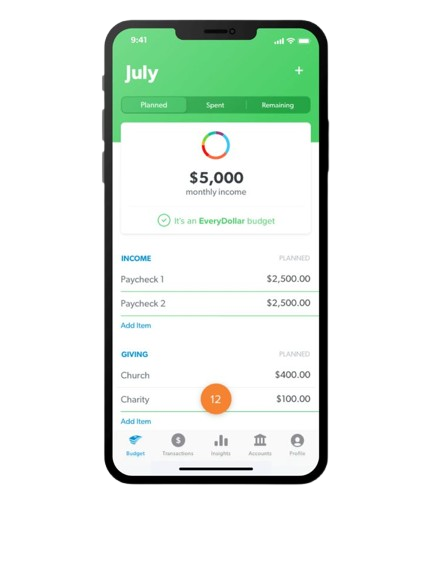 9:41
July
+
Planned Spent Remaining
$5,000
monthly income
It's an EveryDollar budget
INCOME PLANNED
Paycheck 1 $2,500.00
Paycheck 2 $2,500.00
Add Item
GIVING PLANNED
Church $400.00
Charity 12 $100.00
Add Item
$
Budget Transactions Insights Accounts Profile